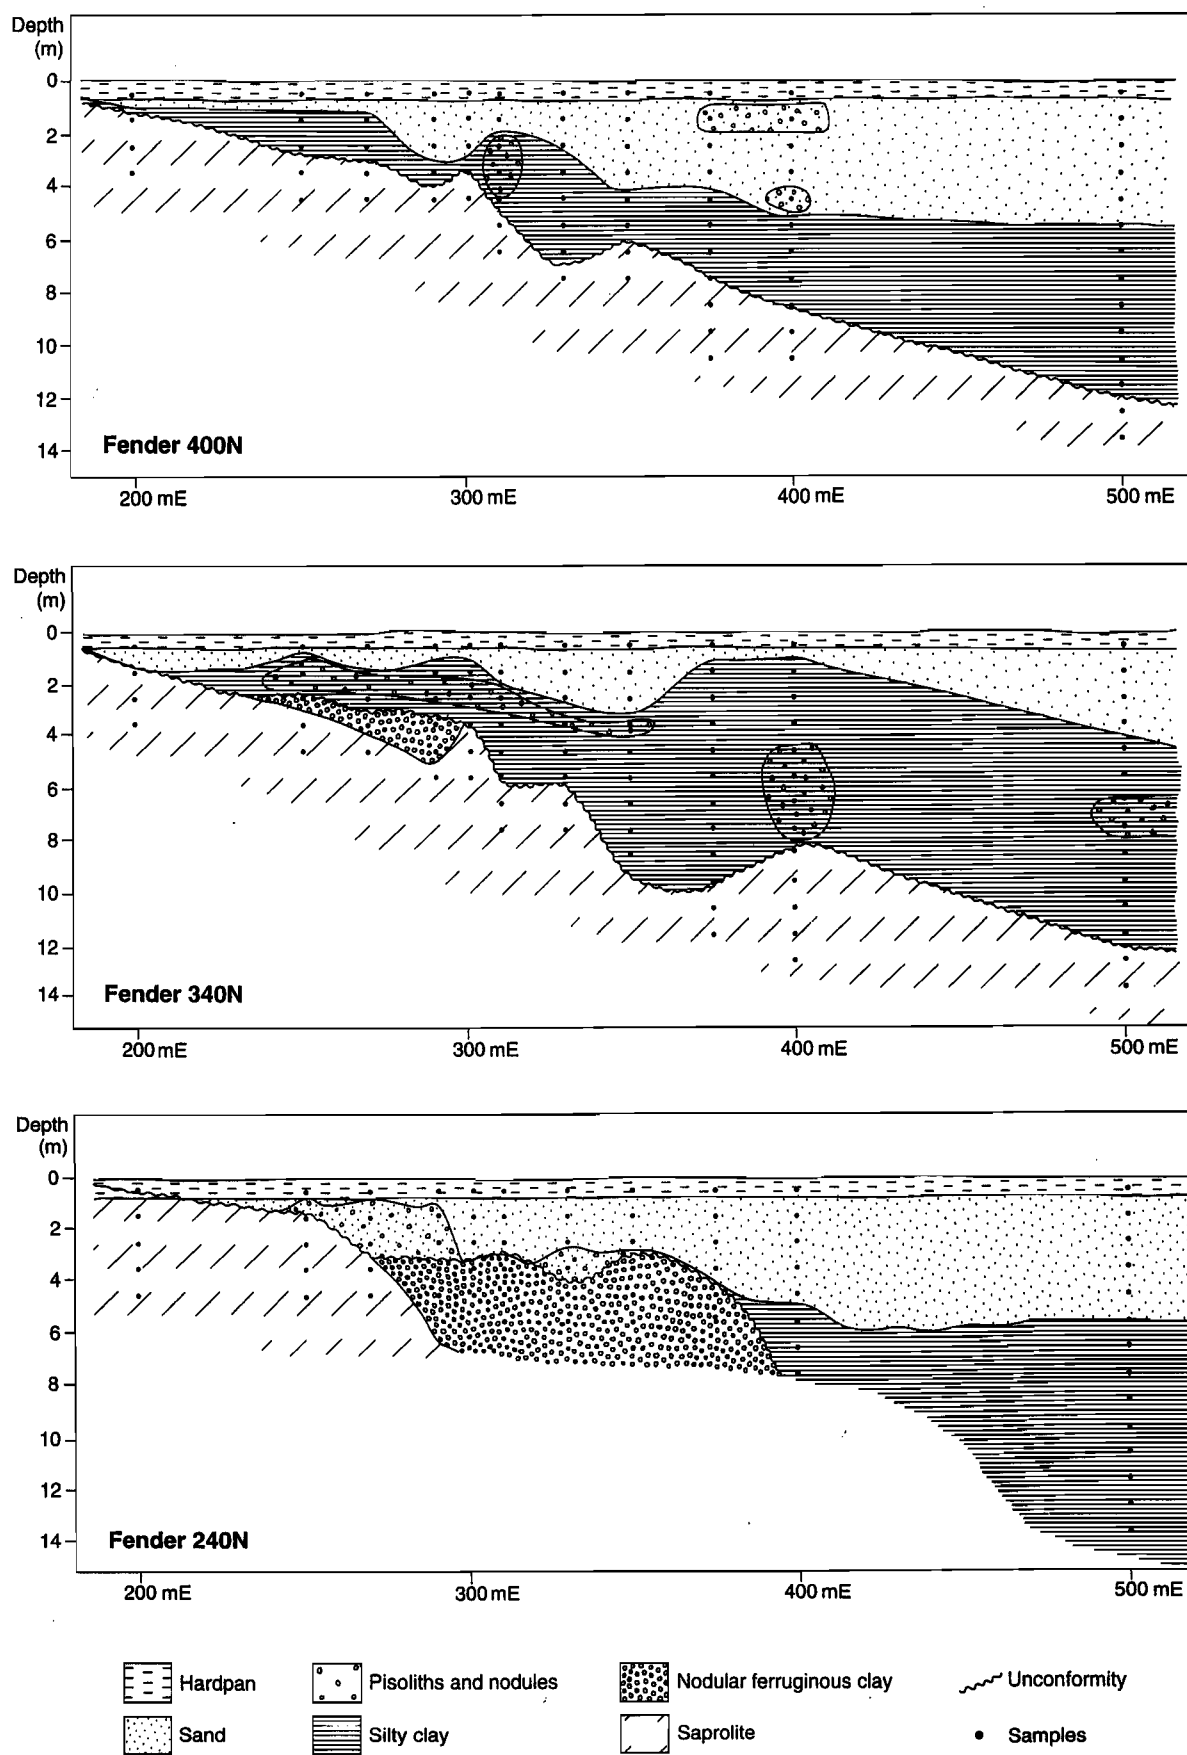 Depth
(m)
0
2
4
6
8
10
12
14
Fender 400N
200 mE
300 mE
400 mE
500 mE
Depth
(m)
0
2
4
6
8
10
12
14
Fender 340N
200 mE
300 mE
400 mE
500 mE
Depth
(m)
0
2
4
6
8
10
12
14
Fender 240N
200 mE
300 mE
400 mE
500 mE
Hardpan
Pisoliths and nodules
Nodular ferruginous clay
Unconformity
Sand
Silty clay
Saprolite
Samples